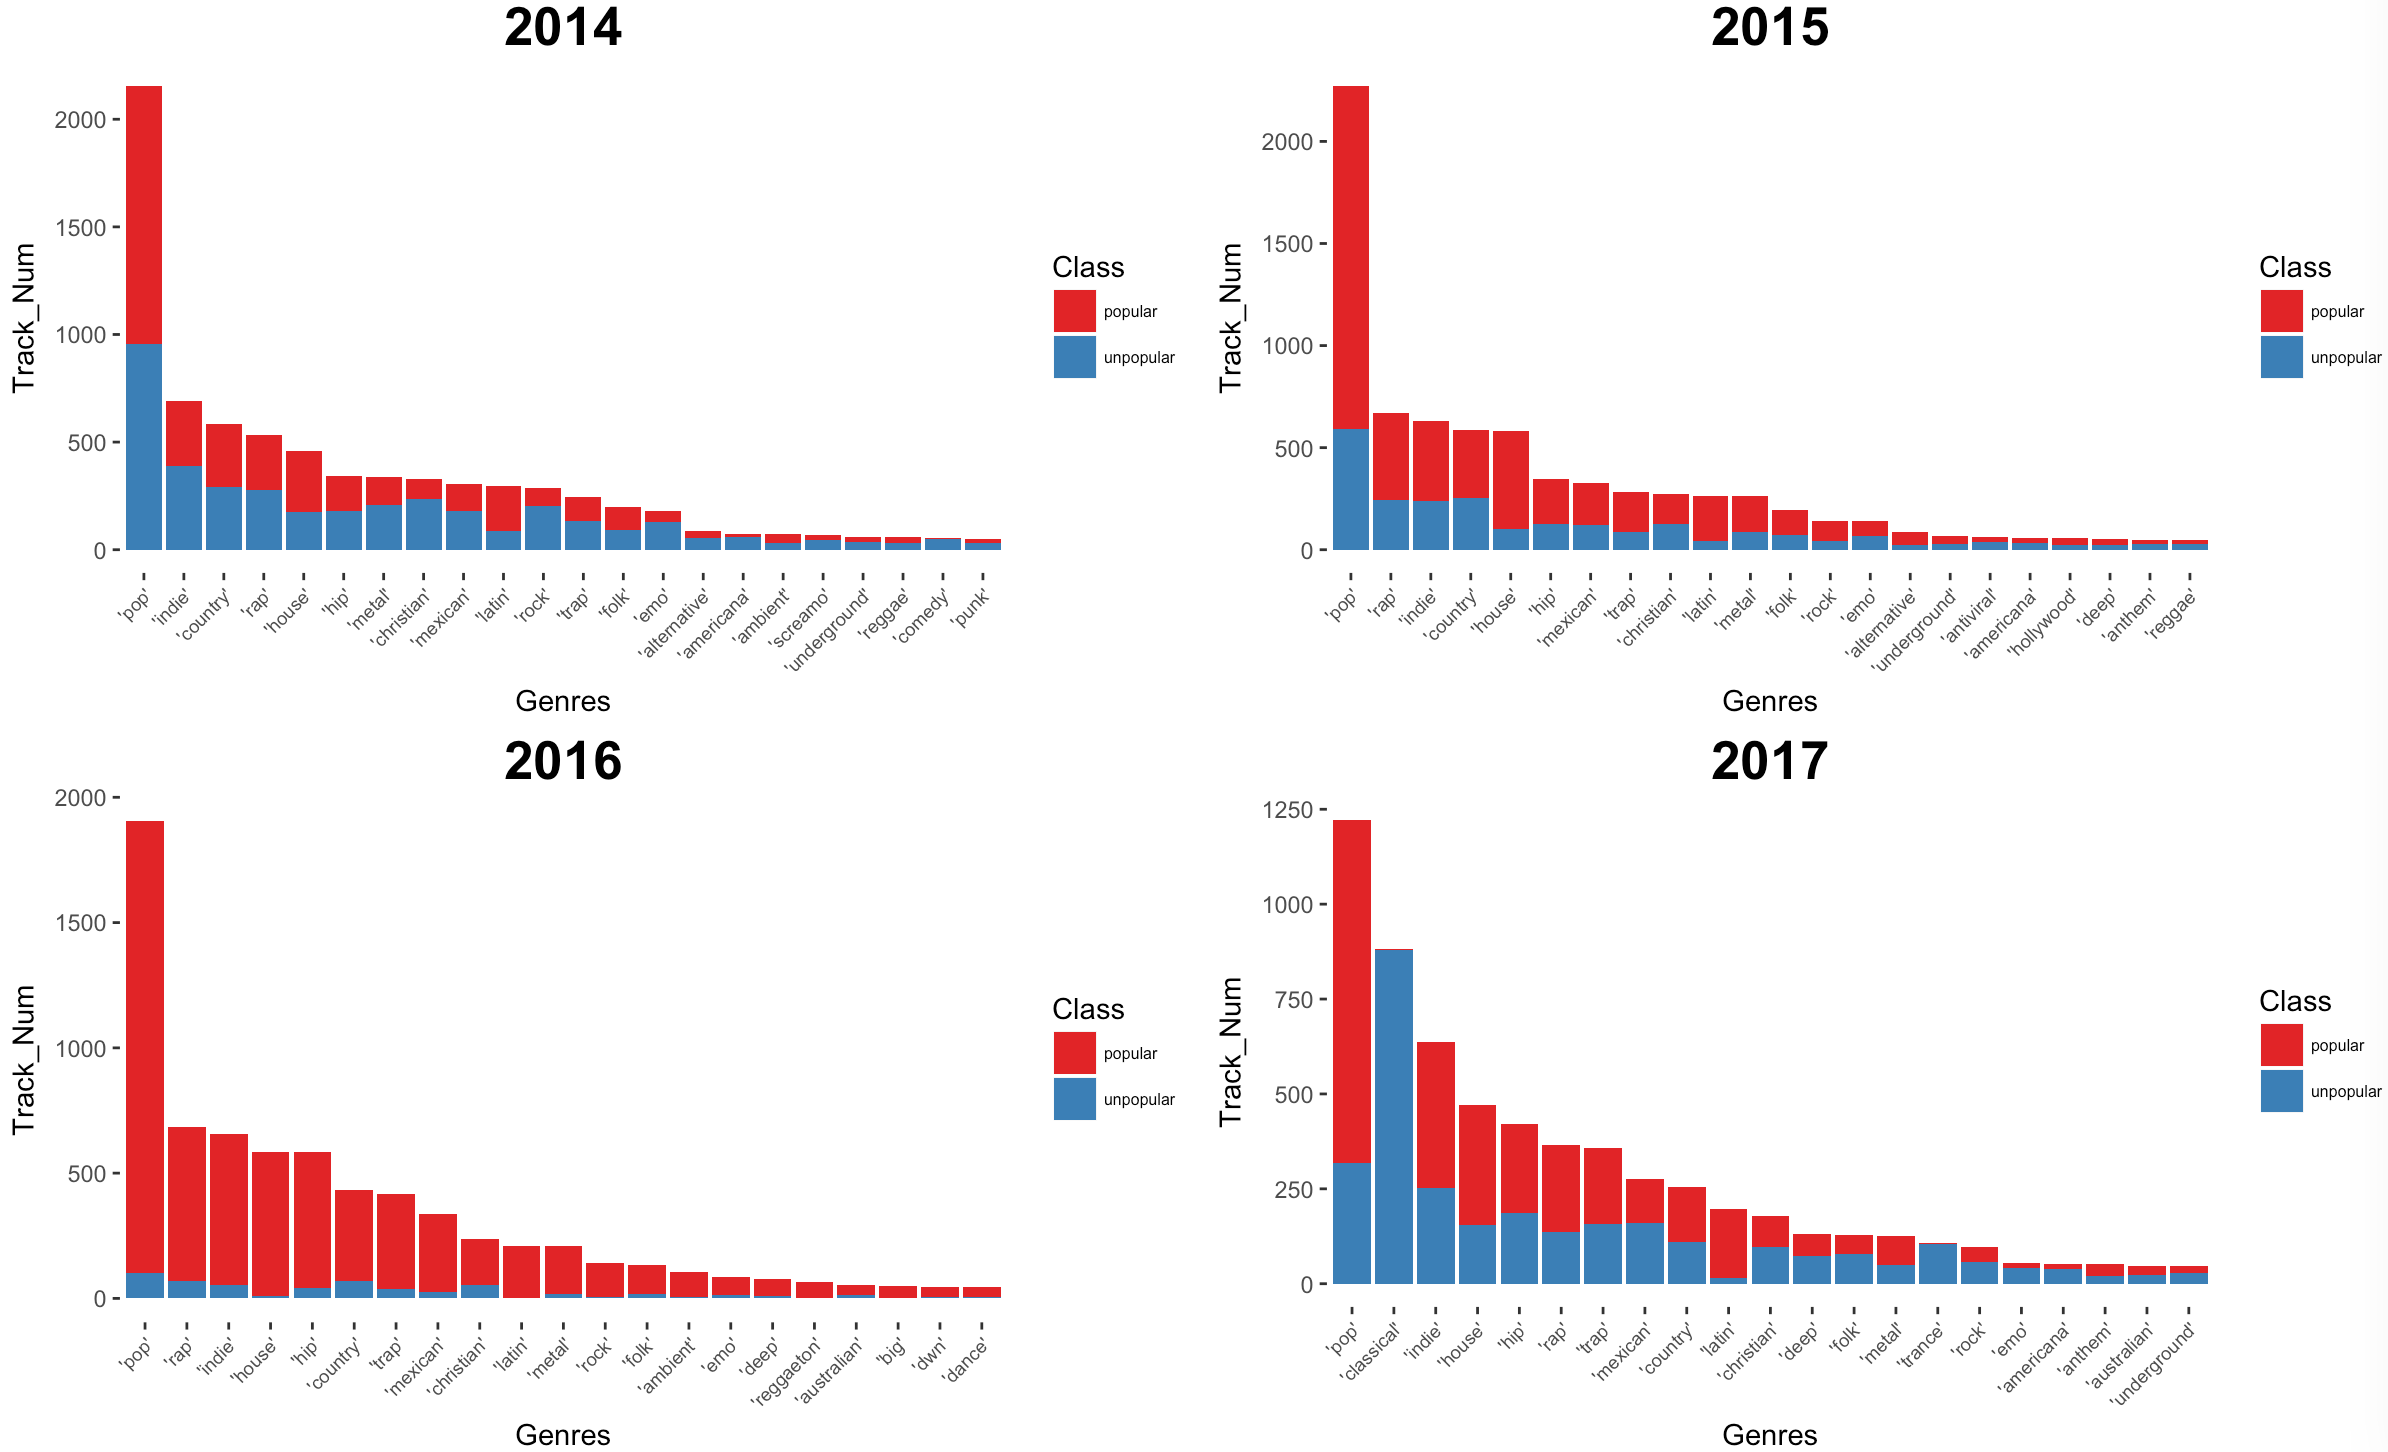 2014
Track_Num
2000
1500
1000
500
0
'pop'
'indie'
'country'
'rap'
'house'
'hip'
'metal'
'christian'
'mexican'
'latin'
'rock'
'trap'
'folk'
'emo'
'alternative'
'americana'
'ambient'
'screamo'
'underground'
'reggae'
'comedy'
'punk'
Genres
Class
popular
unpopular
2015
Track_Num
2000
1500
1000
500
0
'pop'
'rap'
'indie'
'country'
'house'
'hip'
'mexican'
'trap'
'christian'
'latin'
'metal'
'folk'
'rock'
'emo'
'alternative'
'underground'
'antiviral'
'americana'
'hollywood'
'deep'
'anthem'
'reggae'
Genres
Class
popular
unpopular
2016
Track_Num
2000
1500
1000
500
0
'pop'
'rap'
'indie'
'house'
'hip'
'country'
'trap'
'mexican'
'christian'
'latin'
'metal'
'rock'
'folk'
'ambient'
'emo'
'deep'
'reggaeton'
'australian'
'big'
'dwn'
'dance'
Genres
Class
popular
unpopular
2017
Track_Num
1250
1000
750
500
250
0
'pop'
'classical'
'indie'
'house'
'hip'
'rap'
'trap'
'mexican'
'country'
'latin'
'christian'
'deep'
'folk'
'metal'
'trance'
'rock'
'emo'
'americana'
'anthem'
'australian'
'underground'
Genres
Class
popular
unpopular